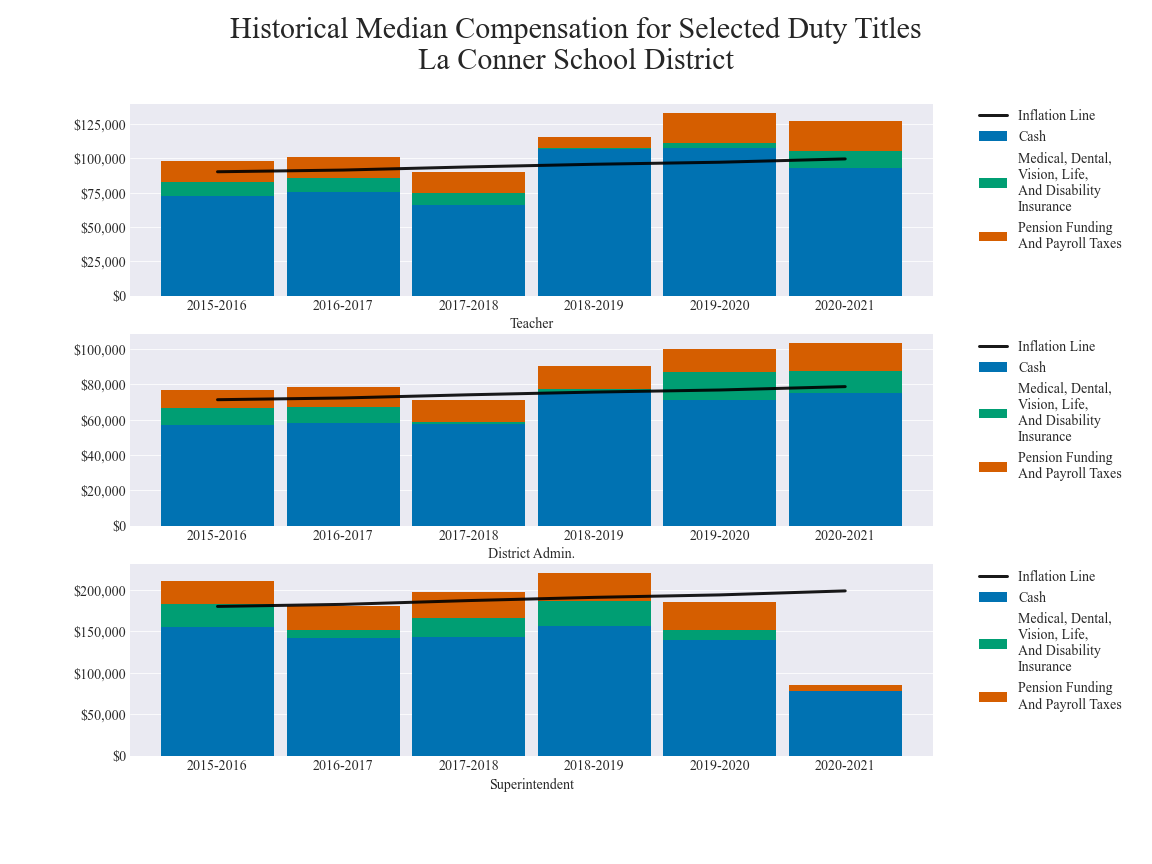 Historical Median Compensation for Selected Duty Titles
La Conner School District
$125,000
$100,000
$75,000
$50,000
$25,000
$0
2015-2016 2016-2017 2017-2018 2018-2019 2019-2020 2020-2021
Teacher
Inflation Line
Cash
Medical, Dental,
Vision, Life,
And Disability
Insurance
Pension Funding
And Payroll Taxes
$100,000
$80,000
$60,000
$40,000
$20,000
$0
2015-2016 2016-2017 2017-2018 2018-2019 2019-2020 2020-2021
District Admin.
Inflation Line
Cash
Medical, Dental,
Vision, Life,
And Disability
Insurance
Pension Funding
And Payroll Taxes
$200,000
$150,000
$100,000
$50,000
$0
2015-2016 2016-2017 2017-2018 2018-2019 2019-2020 2020-2021
Superintendent
Inflation Line
Cash
Medical, Dental,
Vision, Life,
And Disability
Insurance
Pension Funding
And Payroll Taxes